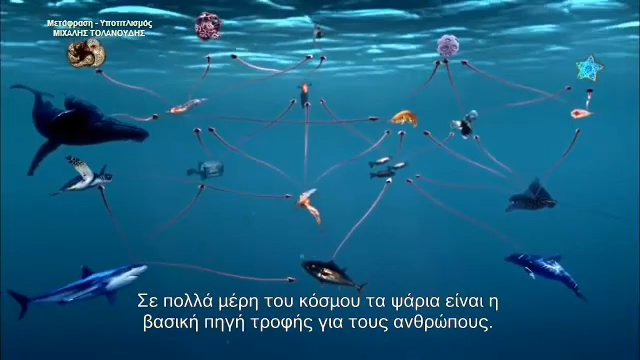 Μετάφραση - Υποτιτλισμός
ΜΙΧΑΛΗΣ ΤΟΛΑΝΟΥΔΗΣ
Σε πολλά μέρη του κόσμου τα ψάρια είναι η
βασική πηγή τροφής για τους ανθρώπους.